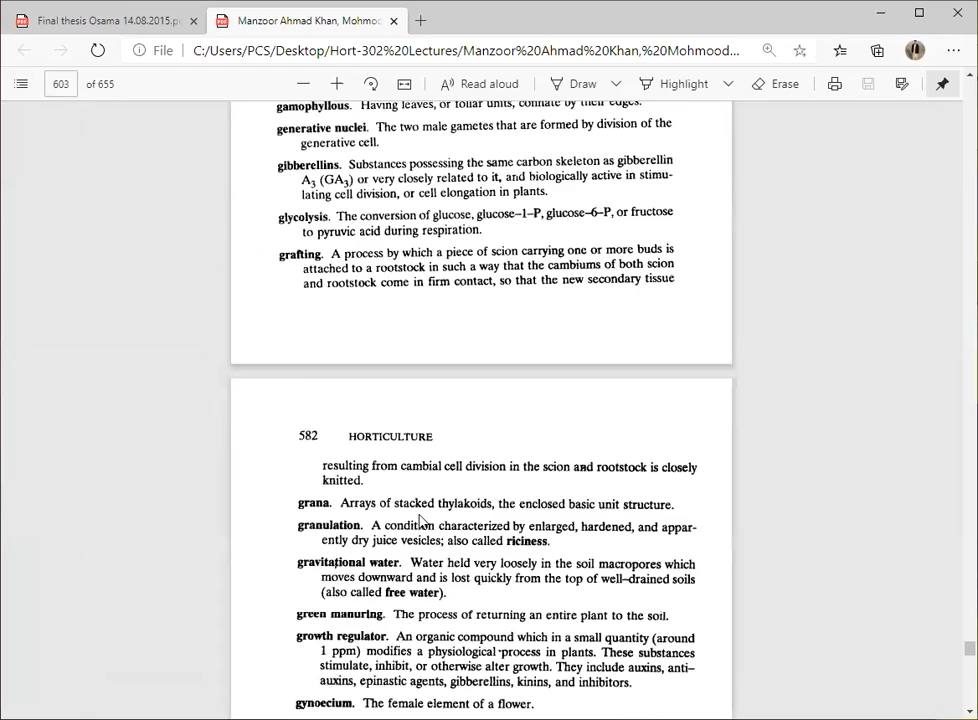 Final thesis Osama 14.08.2015.p
Manzoor Ahmad Khan, Mohmoo
File
C:/Users/PCS/Desktop/Hort-302%20Lectures/Manzoor%20Ahmad%20Khan,%20Mohmood...
603 of 655
Read aloud
Draw
Highlight
Erase
gamophyllous. Having leaves, or foliar units, connate by their edges.
generative nuclei. The two male gametes that are formed by division of the
generative cell.
gibberellins. Substances possessing the same carbon skeleton as gibberellin
A3 (GA3) or very closely related to it, and biologically active in stimu-
lating cell division, or cell elongation in plants.
glycolysis. The conversion of glucose, glucose-1-P, glucose-6-P, or fructose
to pyruvic acid during respiration.
grafting. A process by which a piece of scion carrying one or more buds is
attached to a rootstock in such a way that the cambiums of both scion
and rootstock come in firm contact, so that the new secondary tissue
582 HORTICULTURE
resulting from cambial cell division in the scion and rootstock is closely
knitted.
grana. Arrays of stacked thylakoids, the enclosed basic unit structure.
granulation. A condition characterized by enlarged, hardened, and appar-
ently dry juice vesicles; also called riciness.
gravitational water. Water held very loosely in the soil macropores which
moves downward and is lost quickly from the top of well-drained soils
(also called free water).
green manuring. The process of returning an entire plant to the soil.
growth regulator. An organic compound which in a small quantity (around
1 ppm) modifies a physiological process in plants. These substances
stimulate, inhibit, or otherwise alter growth. They include auxins, anti-
auxins, epinastic agents, gibberellins, kinins, and inhibitors.
gynoecium. The female element of a flower.